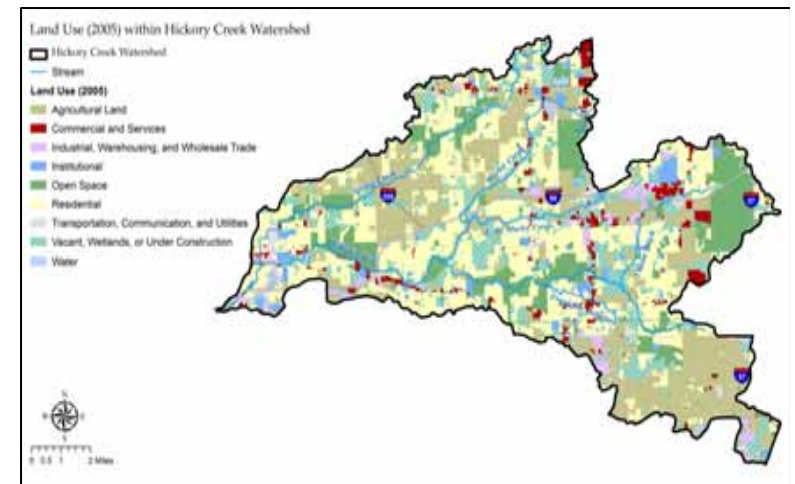 Land Use (2005) within Hickory Creek Watershed
Hickory Creek Watershed
Stream
Land Use (2005)
Agricultural Land
Commercial and Services
Industrial, Warehousing, and Wholesale Trade
Institutional
Open Space
Residential
Transportation, Communication, and Utilities
Vacant, Wetlands, or Under Construction
Water
N
S
0 0.5 1 2 Miles